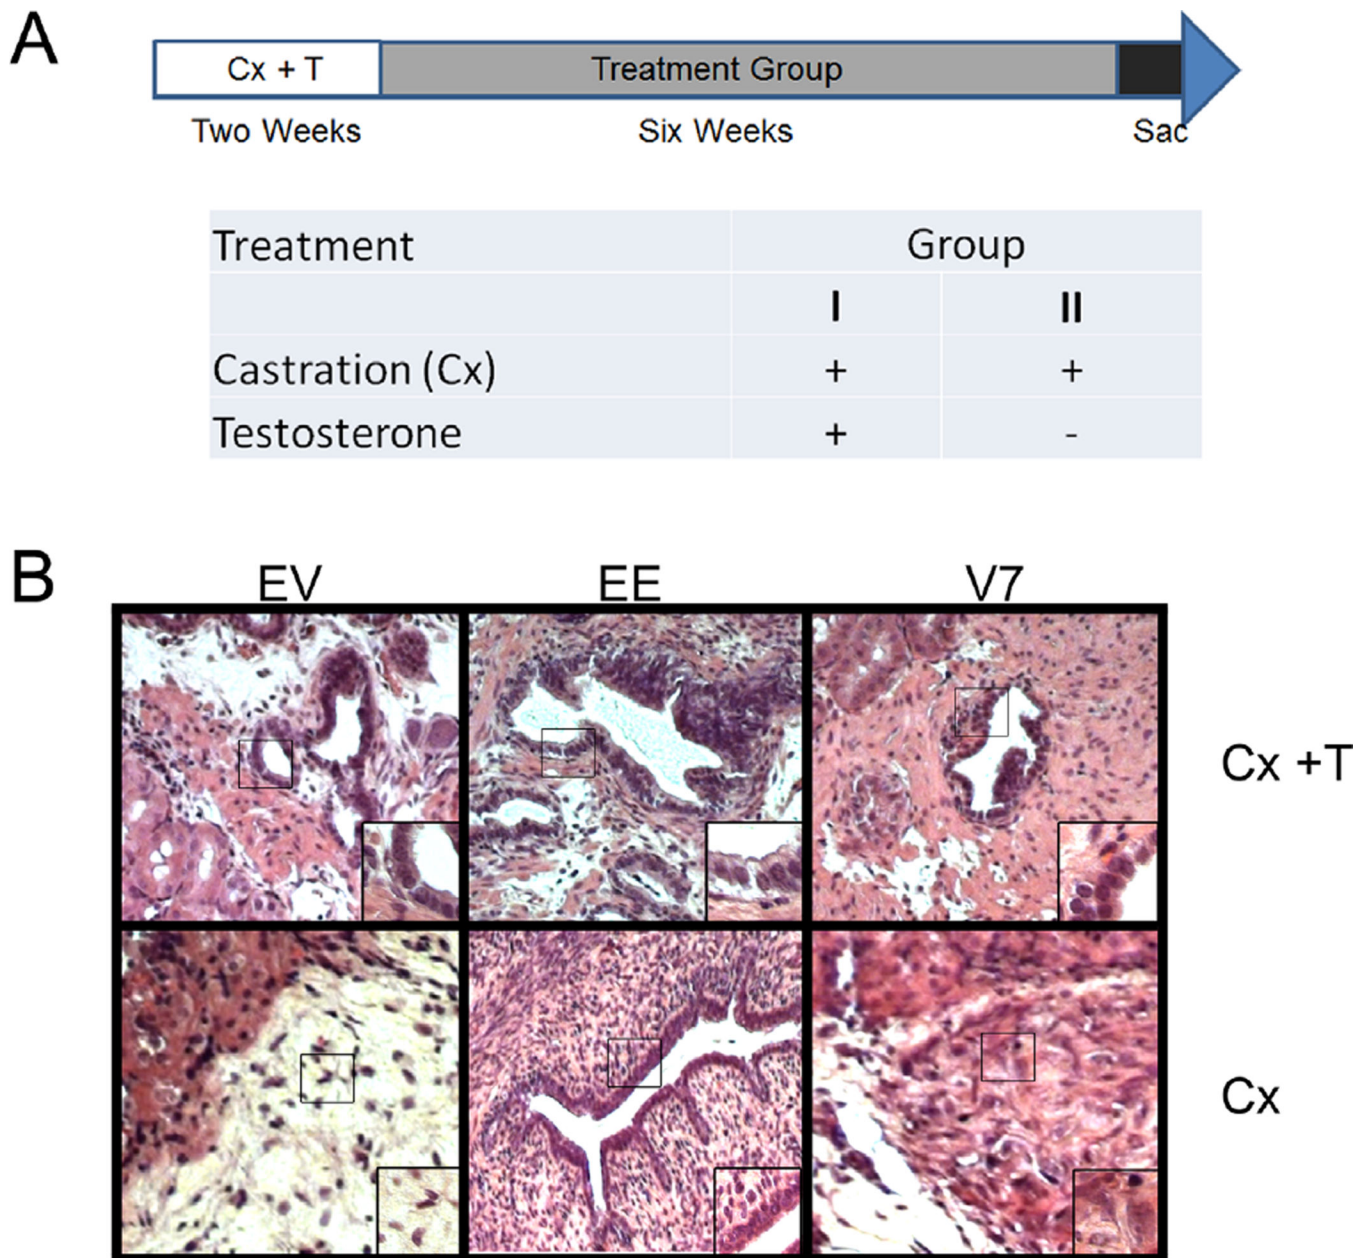 A
Cx + T
Treatment Group
Two Weeks
Six Weeks
Sac
Treatment
Group
I
II
Castration (Cx)
+
+
Testosterone
+
-
B
EV
EE
V7
Cx +T
Cx